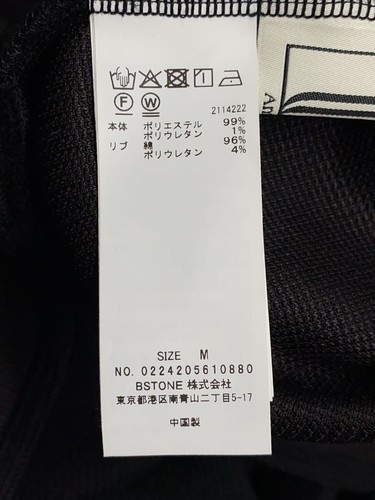 F W
2114222
本体 ポリエステル 99%
ポリウレタン 1%
リブ 綿 96%
ポリウレタン 4%
SIZE M
NO. 0224205610880
BSTONE 株式会社
東京都港区南青山二丁目5-17
中国製